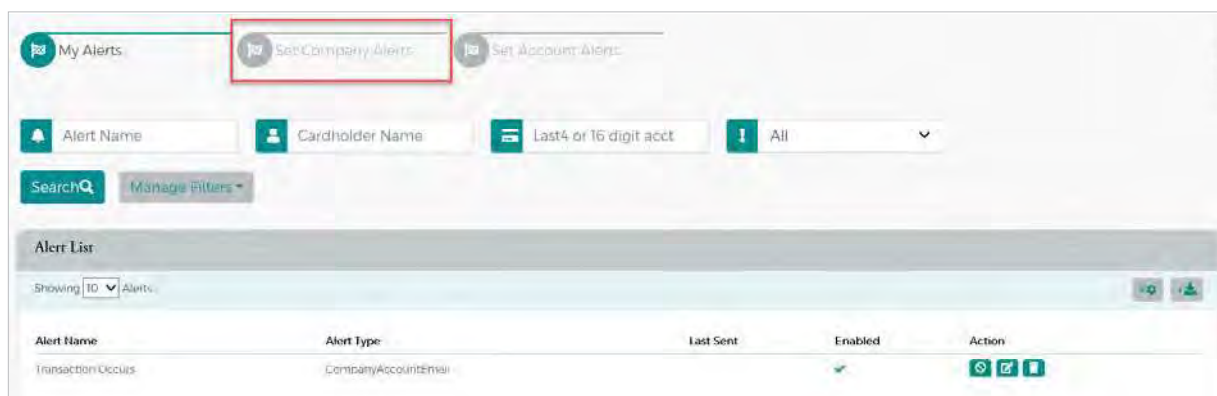 My Alerts Set Company Alerts Set Account Alerts
Alert Name Cardholder Name Last4 or 16 digit acct All
Search Manage Filters
Alert List
Showing 10 Alerts
Alert Name Alert Type Last Sent Enabled Action
Transaction Occurs CompanyAccountEmail